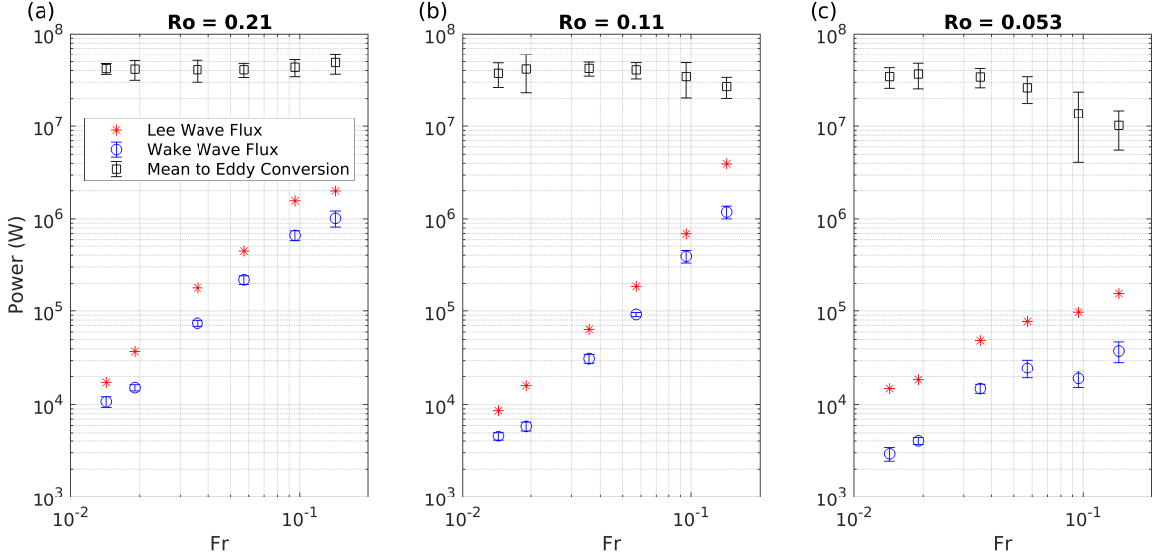 (a)
Ro = 0.21
(b)
Ro = 0.11
(c)
Ro = 0.053
Power (W)
10^8
10^7
10^6
10^5
10^4
10^3
10^-2
10^-1
Fr
Lee Wave Flux
Wake Wave Flux
Mean to Eddy Conversion
10^8
10^7
10^6
10^5
10^4
10^3
10^-2
10^-1
Fr
10^8
10^7
10^6
10^5
10^4
10^3
10^-2
10^-1
Fr